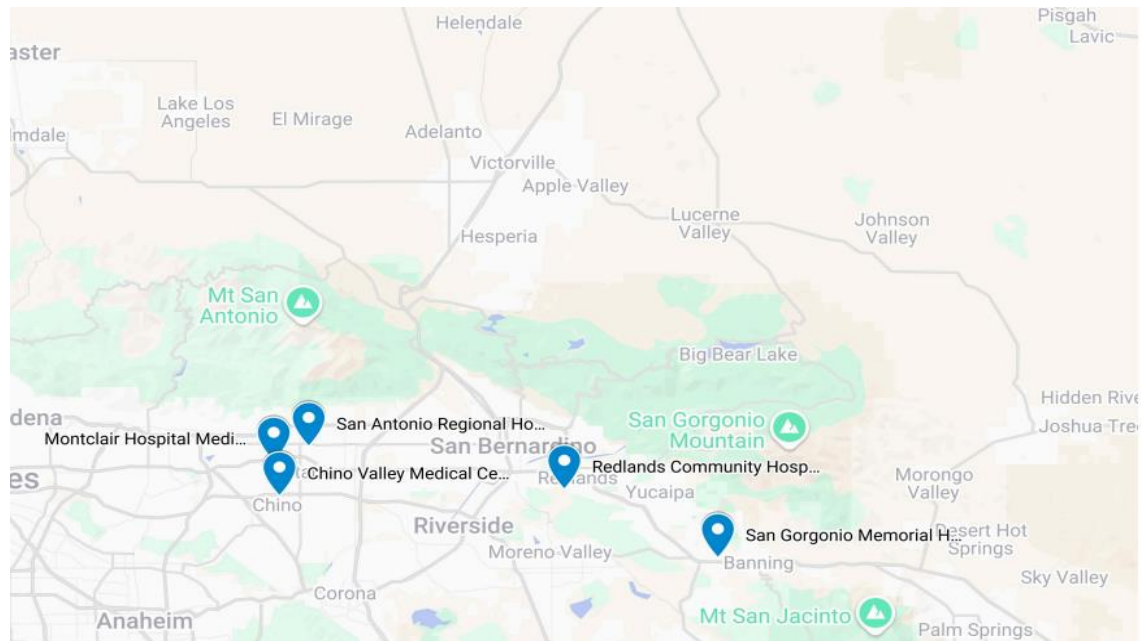 Helendale
Pisgah
Lavic
aster
Lake Los
Angeles
El Mirage
Adelanto
lmdale
Victorville
Apple Valley
Lucerne
Valley
Johnson
Valley
Hesperia
Mt San
Antonio
Big Bear Lake
Hidden Rive
Joshua Tre
dena
San Antonio Regional Ho...
Montclair Hospital Medi...
San Bernardino
San Gorgonio
Mountain
Chino Valley Medical Ce...
Redlands Community Hosp...
Redlands
Yucaipa
Morongo
Valley
es
Chino
Riverside
Moreno Valley
San Gorgonio Memorial H...
Desert Hot
Springs
Banning
Sky Valley
Corona
Anaheim
Mt San Jacinto
Palm Springs